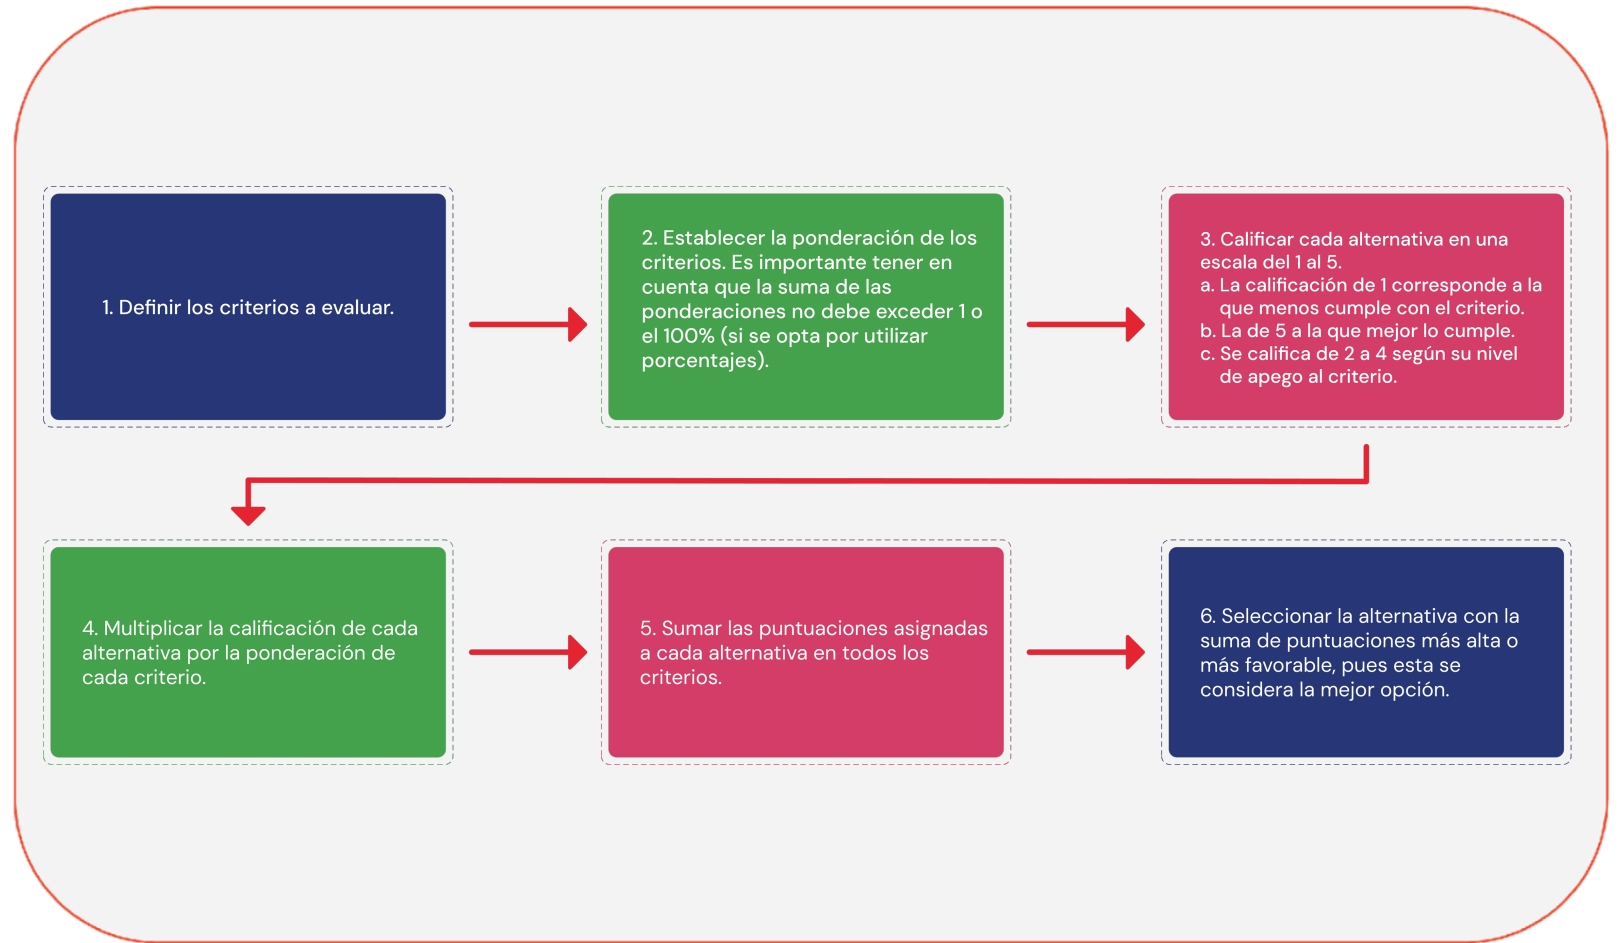 1. Definir los criterios a evaluar.
2. Establecer la ponderación de los
criterios. Es importante tener en
cuenta que la suma de las
ponderaciones no debe exceder 1 o
el 100% (si se opta por utilizar
porcentajes).
3. Calificar cada alternativa en una
escala del 1 al 5.
a. La calificación de 1 corresponde a la
que menos cumple con el criterio.
b. La de 5 a la que mejor lo cumple.
c. Se califica de 2 a 4 según su nivel
de apego al criterio.
4. Multiplicar la calificación de cada
alternativa por la ponderación de
cada criterio.
5. Sumar las puntuaciones asignadas
a cada alternativa en todos los
criterios.
6. Seleccionar la alternativa con la
suma de puntuaciones más alta o
más favorable, pues esta se
considera la mejor opción.